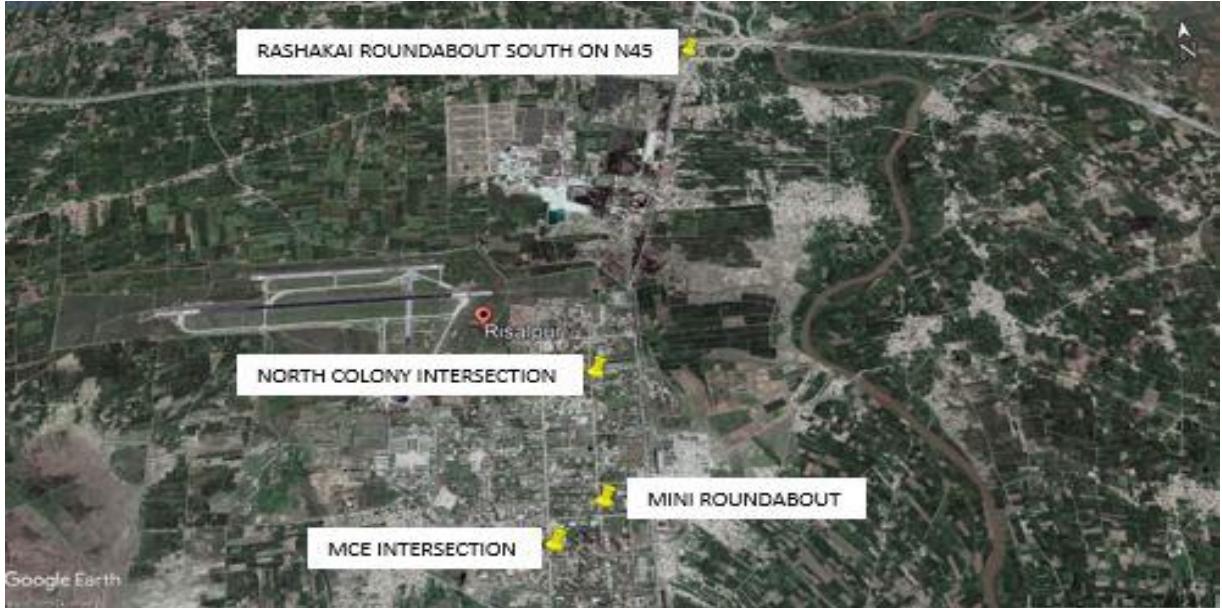 RASHAKAI ROUNDABOUT SOUTH ON N45
Risalpur
NORTH COLONY INTERSECTION
MINI ROUNDABOUT
MCE INTERSECTION
Google Earth